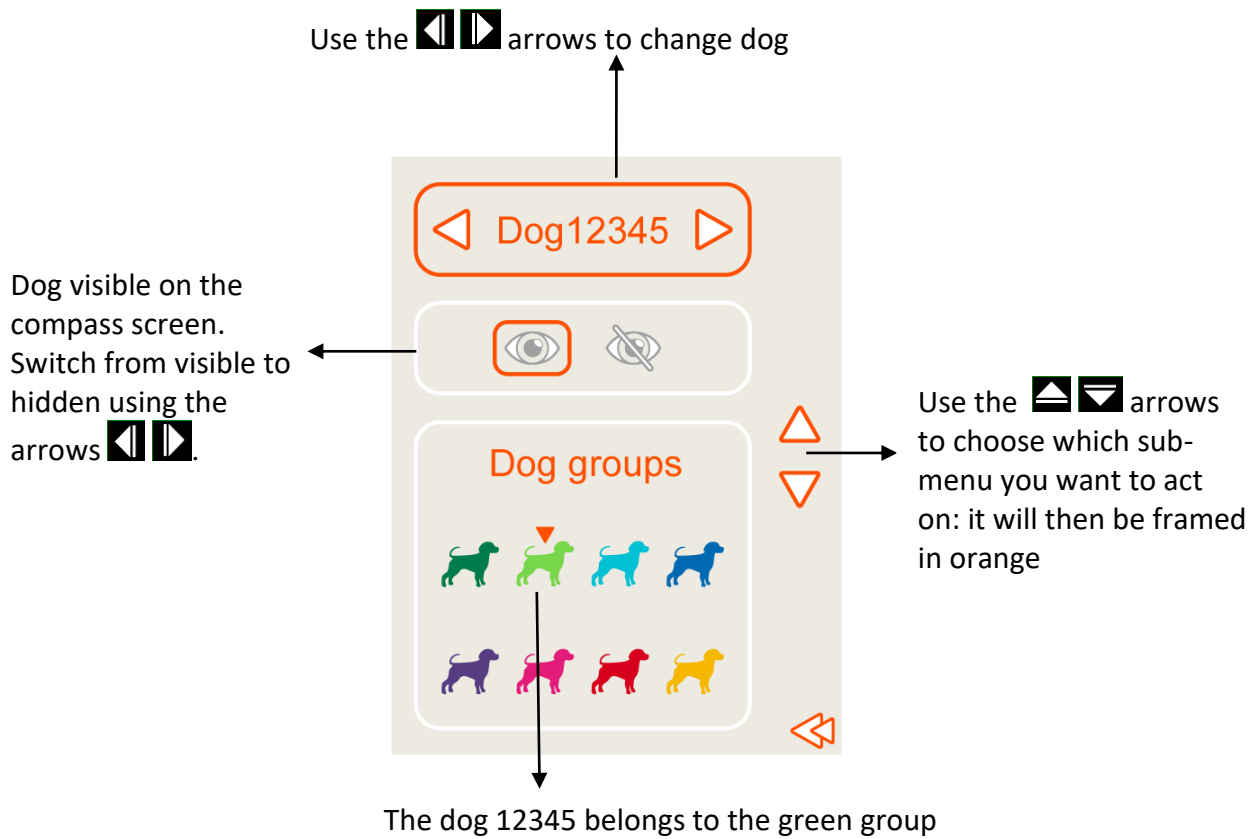 Use the arrows to change dog
Dog12345
Dog visible on the
compass screen.
Switch from visible to
hidden using the
arrows .
Dog groups
Use the arrows
to choose which sub-
menu you want to act
on: it will then be framed
in orange
The dog 12345 belongs to the green group